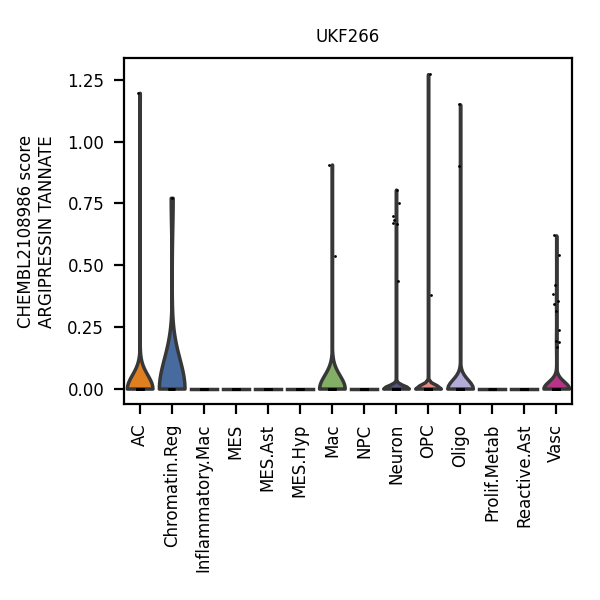 UKF266
CHEMBL2108986 score
ARGIPRESSIN TANNATE
1.25
1.00
0.75
0.50
0.25
0.00
AC
Chromatin.Reg
Inflammatory.Mac
MES
MES.Ast
MES.Hyp
Mac
NPC
Neuron
OPC
Oligo
Prolif.Metab
Reactive.Ast
Vasc